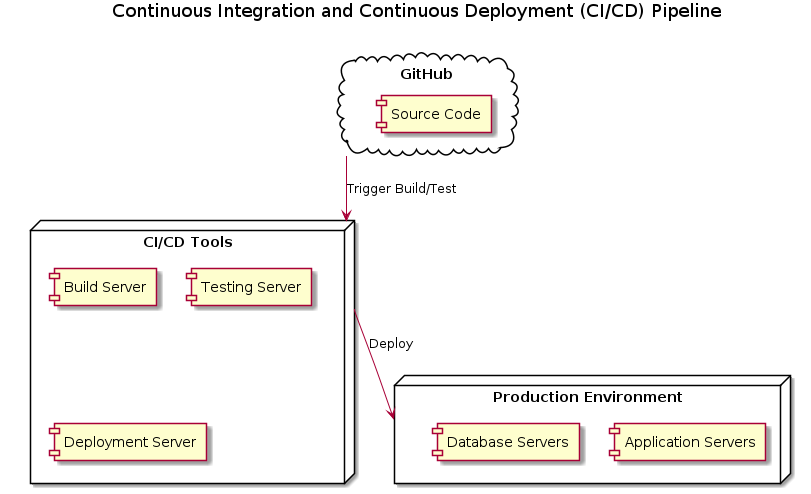 Continuous Integration and Continuous Deployment (CI/CD) Pipeline
GitHub
Source Code
Trigger Build/Test
CI/CD Tools
Build Server
Testing Server
Deployment Server
Deploy
Production Environment
Database Servers
Application Servers